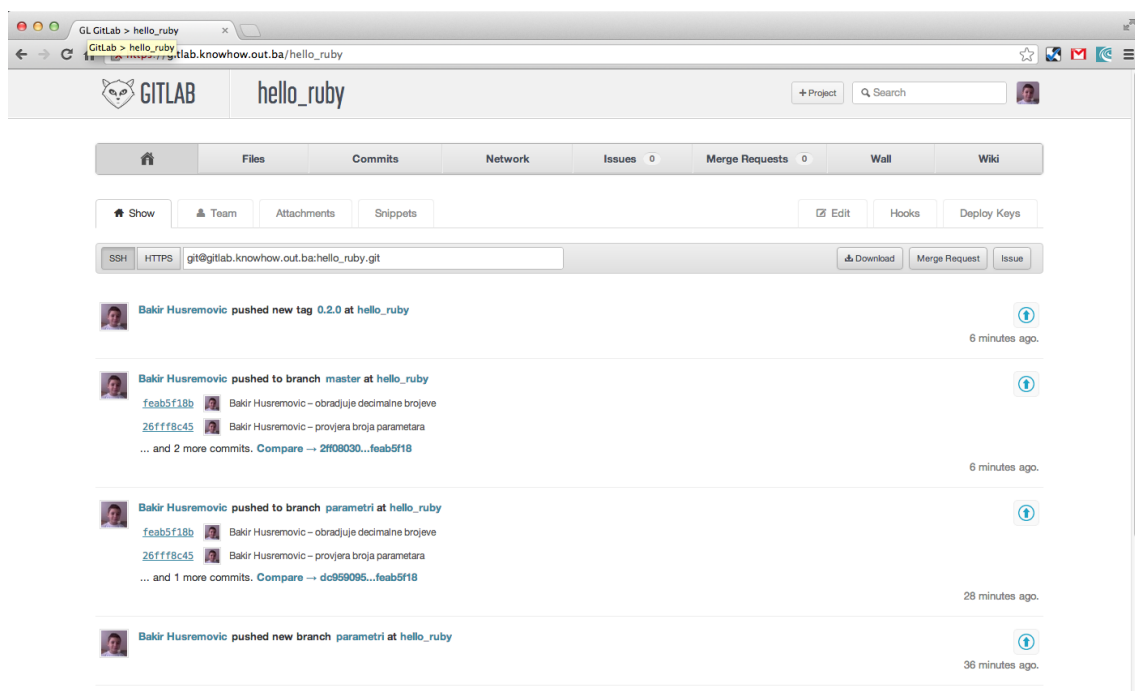 GL GitLab > hello_ruby
GitLab > hello_ruby
gitlab.knowhow.out.ba/hello_ruby
GITLAB hello_ruby + Project Search
Files Commits Network Issues 0 Merge Requests 0 Wall Wiki
Show Team Attachments Snippets Edit Hooks Deploy Keys
SSH HTTPS git@gitlab.knowhow.out.ba:hello_ruby.git Download Merge Request Issue
Bakir Husremovic pushed new tag 0.2.0 at hello_ruby
6 minutes ago.
Bakir Husremovic pushed to branch master at hello_ruby
feab5f18b Bakir Husremovic – obradjuje decimalne brojeve
26fff8c45 Bakir Husremovic – provjera broja parametara
... and 2 more commits. Compare → 2ff08030...feab5f18
6 minutes ago.
Bakir Husremovic pushed to branch parametri at hello_ruby
feab5f18b Bakir Husremovic – obradjuje decimalne brojeve
26fff8c45 Bakir Husremovic – provjera broja parametara
... and 1 more commits. Compare → dc959095...feab5f18
28 minutes ago.
Bakir Husremovic pushed new branch parametri at hello_ruby
36 minutes ago.